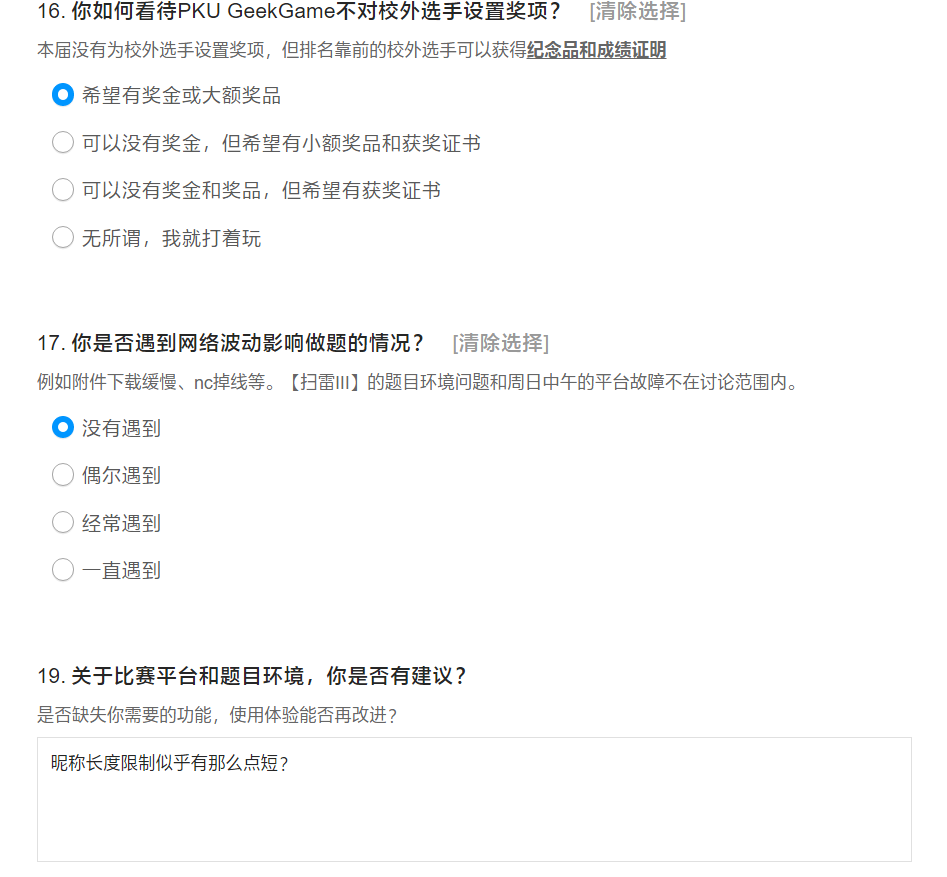 16. 你如何看待PKU GeekGame不对校外选手设置奖项？ [清除选择]
本届没有为校外选手设置奖项，但排名靠前的校外选手可以获得纪念品和成绩证明
希望有奖金或大额奖品
可以没有奖金，但希望有小额奖品和获奖证书
可以没有奖金和奖品，但希望有获奖证书
无所谓，我就打着玩
17. 你是否遇到网络波动影响做题的情况？ [清除选择]
例如附件下载缓慢、nc掉线等。【扫雷III】的题目环境问题和周日中午的平台故障不在讨论范围内。
没有遇到
偶尔遇到
经常遇到
一直遇到
19. 关于比赛平台和题目环境，你是否有建议？
是否缺失你需要的功能，使用体验能否再改进？
昵称长度限制似乎有那么点短？